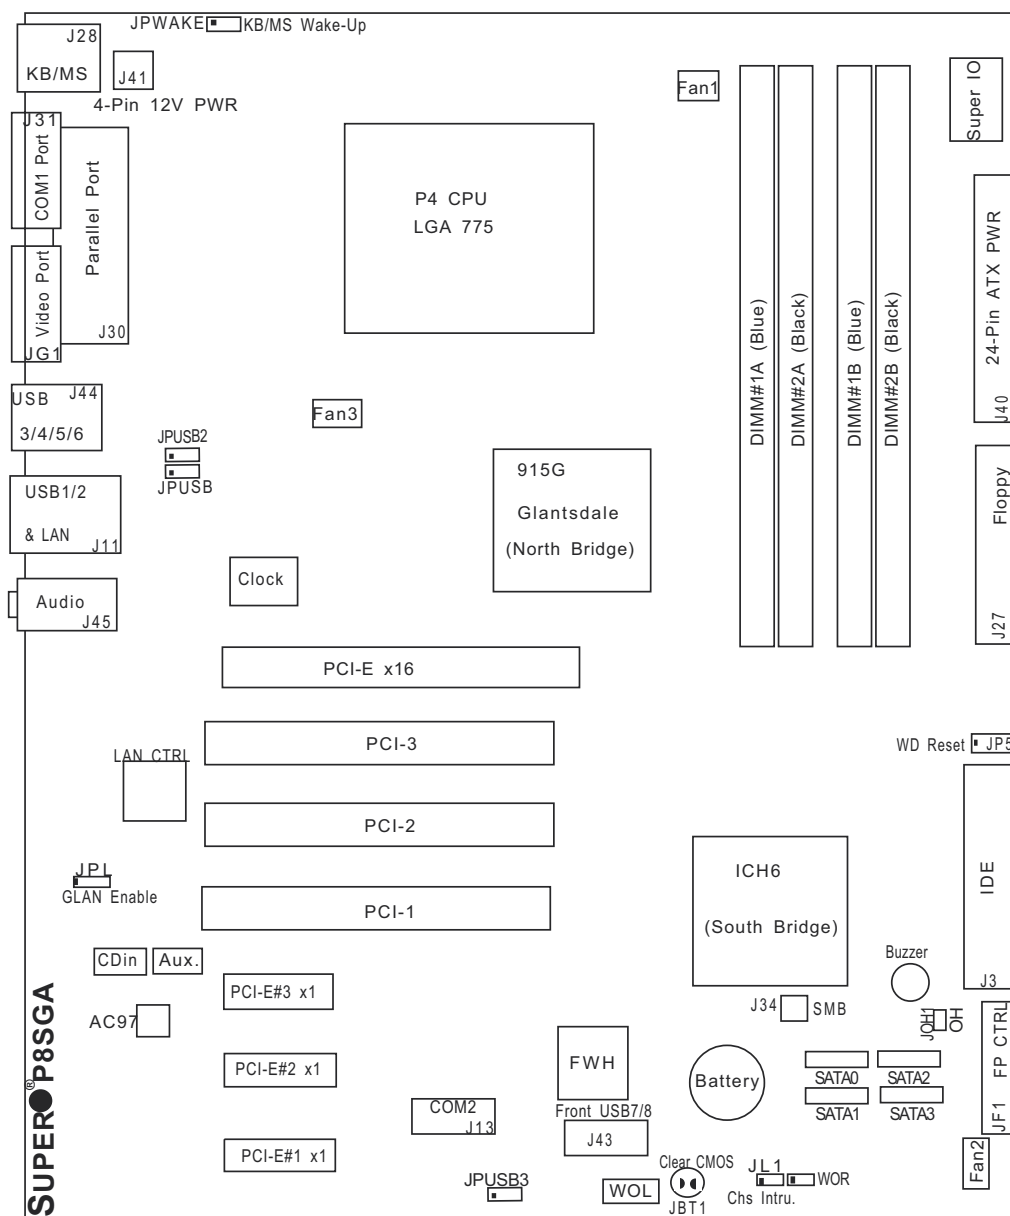 JPWAKE
KB/MS Wake-Up
J28
KB/MS
J41
4-Pin 12V PWR
Fan1
Super IO
J31
COM1 Port
Parallel Port
J30
Video Port
JG1
P4 CPU
LGA 775
DIMM#1A (Blue)
DIMM#2A (Black)
DIMM#1B (Blue)
DIMM#2B (Black)
24-Pin ATX PWR
J40
USB
J44
3/4/5/6
Fan3
JPUSB2
JPUSB
USB1/2
& LAN
J11
915G
Glantsdale
(North Bridge)
Floppy
J27
Clock
Audio
J45
PCI-E x16
PCI-3
WD Reset
JP5
LAN CTRL
PCI-2
JPL
GLAN Enable
PCI-1
ICH6
(South Bridge)
IDE
J3
Buzzer
CDin
Aux.
PCI-E#3 x1
AC97
J34
SMB
JOH1
OH
FP CTRL
JF1
FWH
Battery
SATA0
SATA2
SATA1
SATA3
PCI-E#2 x1
COM2
J13
Front USB7/8
J43
PCI-E#1 x1
Fan2
JPUSB3
WOL
Clear CMOS
JBT1
JL1
Chs Intru.
WOR
SUPER® P8SGA